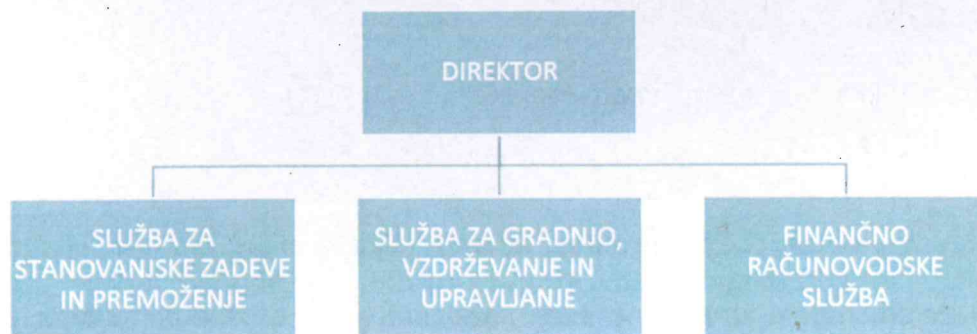 DIREKTOR
SLUŽBA ZA
STANOVANJSKE ZADEVE
IN PREMOŽENJE
SLUŽBA ZA GRADNJO,
VZDRŽEVANJE IN
UPRAVLJANJE
FINANČNO
RAČUNOVODSKE
SLUŽBA